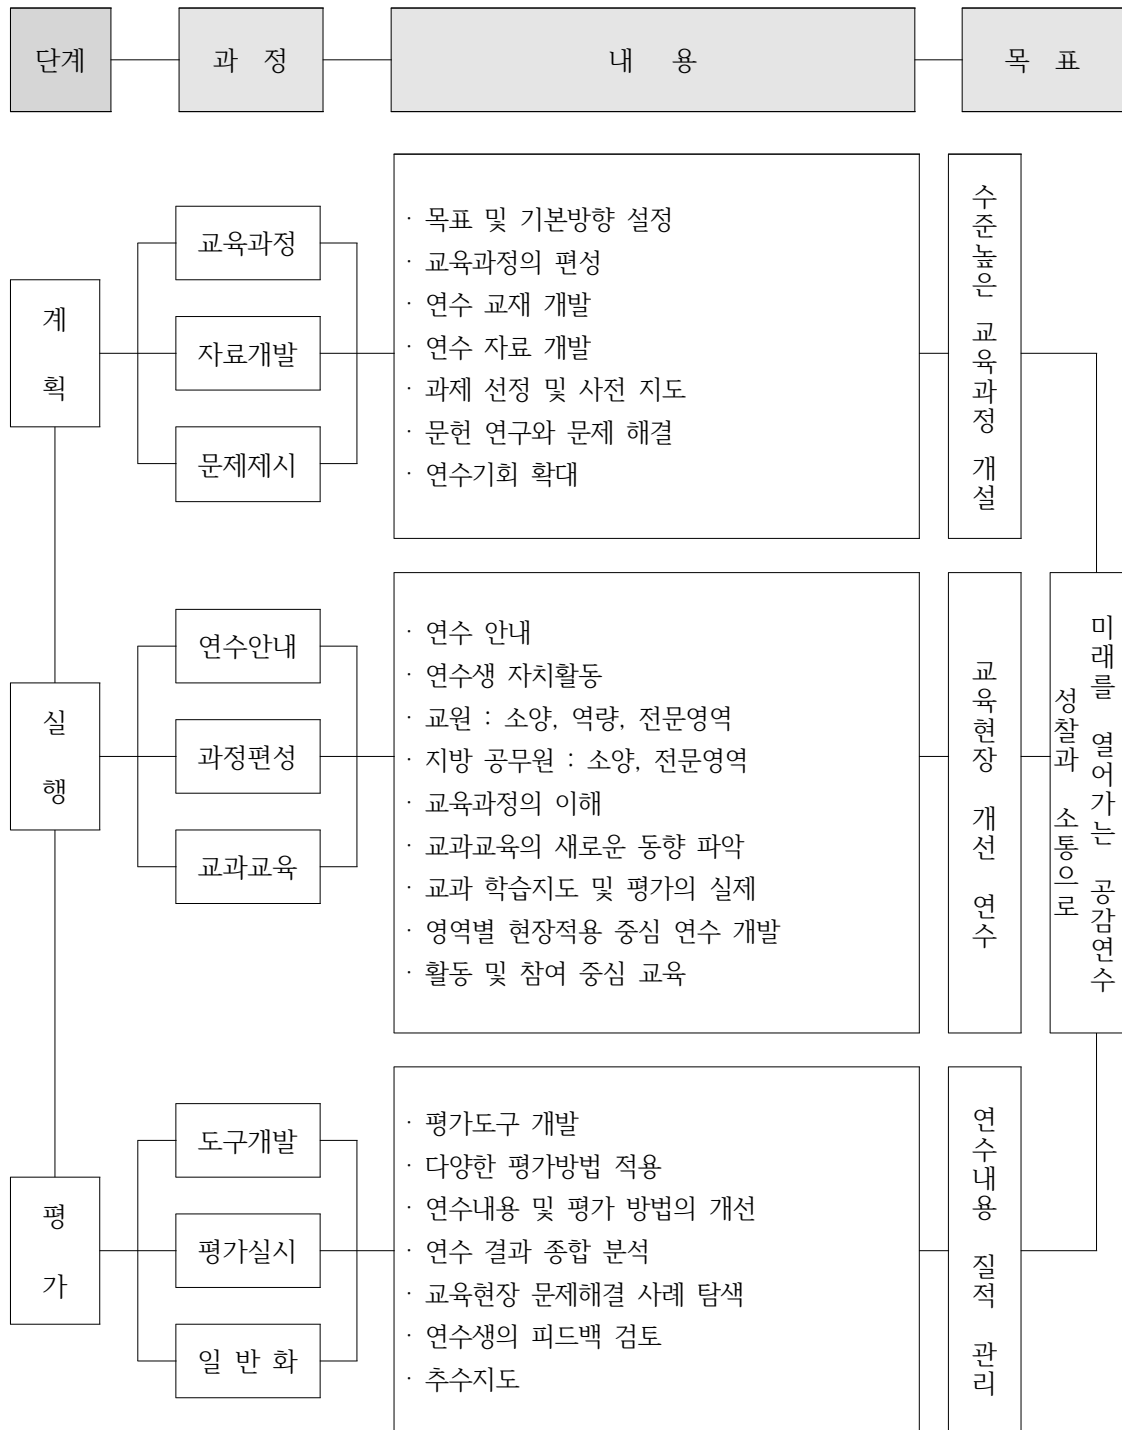 단계
과 정
내 용
목 표
계
획
교육과정
자료개발
문제제시
· 목표 및 기본방향 설정
· 교육과정의 편성
· 연수 교재 개발
· 연수 자료 개발
· 과제 선정 및 사전 지도
· 문헌 연구와 문제 해결
· 연수기회 확대
수준높은 교육과정 개설
실
행
연수안내
과정편성
교과교육
· 연수 안내
· 연수생 자치활동
· 교원 : 소양, 역량, 전문영역
· 지방 공무원 : 소양, 전문영역
· 교육과정의 이해
· 교과교육의 새로운 동향 파악
· 교과 학습지도 및 평가의 실제
· 영역별 현장적용 중심 연수 개발
· 활동 및 참여 중심 교육
교육현장 개선 연수
미래를 열어가는 공감연수
성찰과 소통으로
평
가
도구개발
평가실시
일 반 화
· 평가도구 개발
· 다양한 평가방법 적용
· 연수내용 및 평가 방법의 개선
· 연수 결과 종합 분석
· 교육현장 문제해결 사례 탐색
· 연수생의 피드백 검토
· 추수지도
연수내용 질적 관리